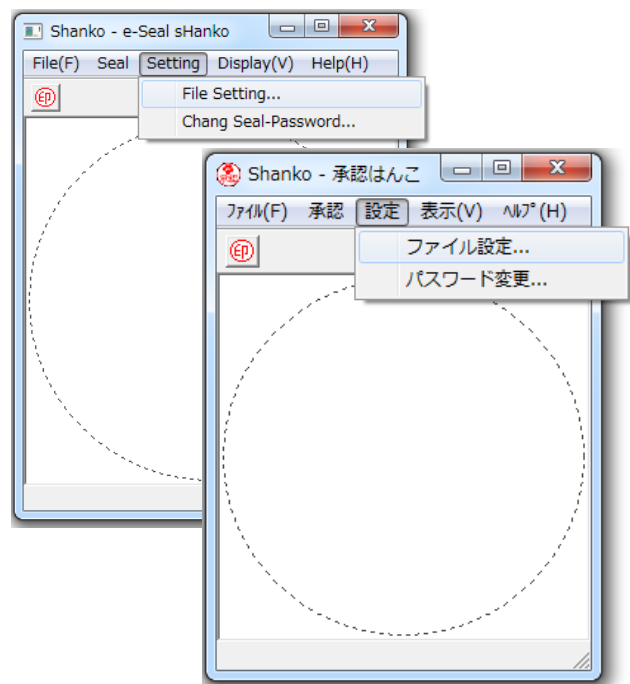 Shanko - e-Seal sHanko
File(F) Seal Setting Display(V) Help(H)
印
File Setting...
Chang Seal-Password...
Shanko - 承認はんこ
ﾌｧｲﾙ(F) 承認 設定 表示(V) ﾍﾙﾌﾟ(H)
印
ファイル設定...
パスワード変更...